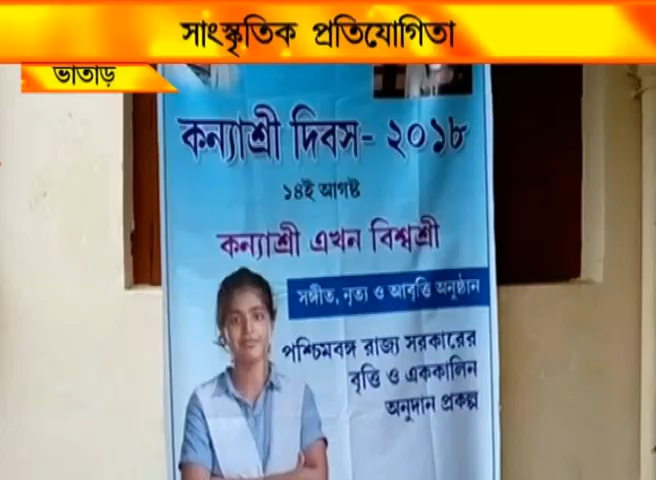 সাংস্কৃতিক প্রতিযোগিতা
ভাতাড়
কন্যাশ্রী দিবস- ২০১৮
১৪ই আগষ্ট
কন্যাশ্রী এখন বিশ্বশ্রী
সঙ্গীত, নৃত্য ও আবৃত্তি অনুষ্ঠান
পশ্চিমবঙ্গ রাজ্য সরকারের
বৃত্তি ও এককালিন
অনুদান প্রকল্প